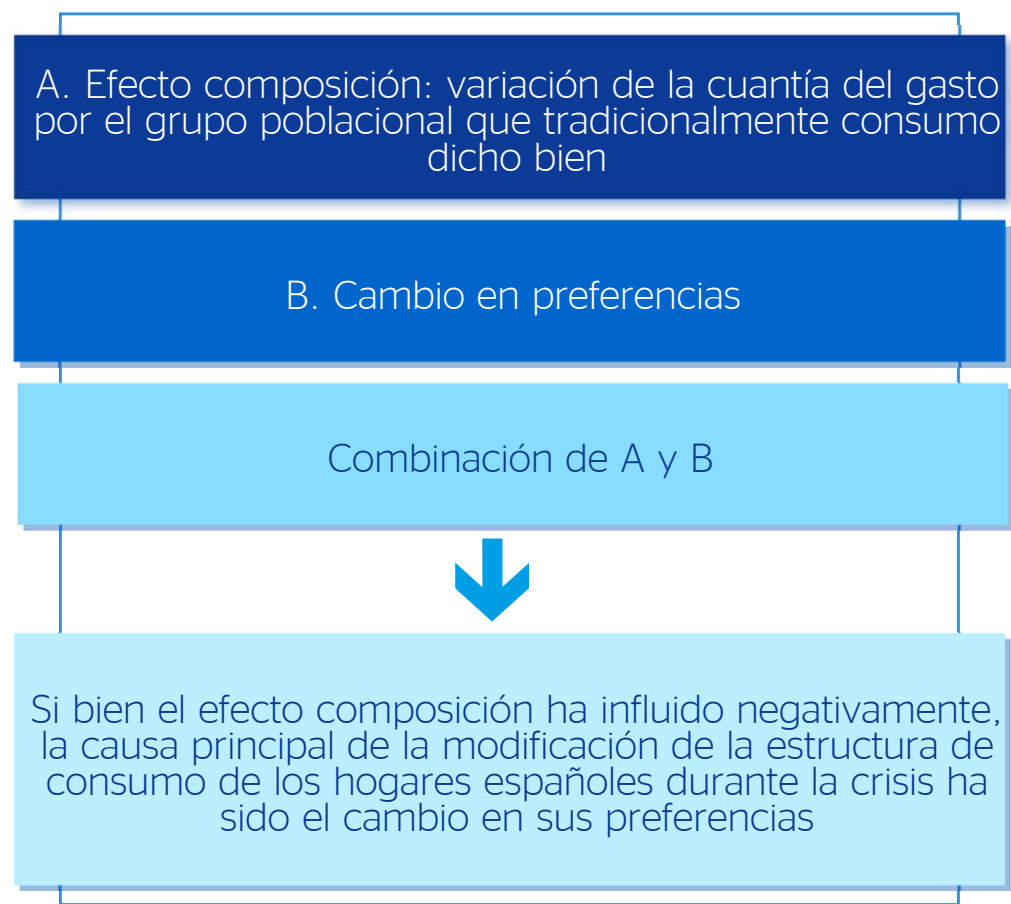 A. Efecto composición: variación de la cuantía del gasto
por el grupo poblacional que tradicionalmente consumo
dicho bien
B. Cambio en preferencias
Combinación de A y B
Si bien el efecto composición ha influido negativamente,
la causa principal de la modificación de la estructura de
consumo de los hogares españoles durante la crisis ha
sido el cambio en sus preferencias